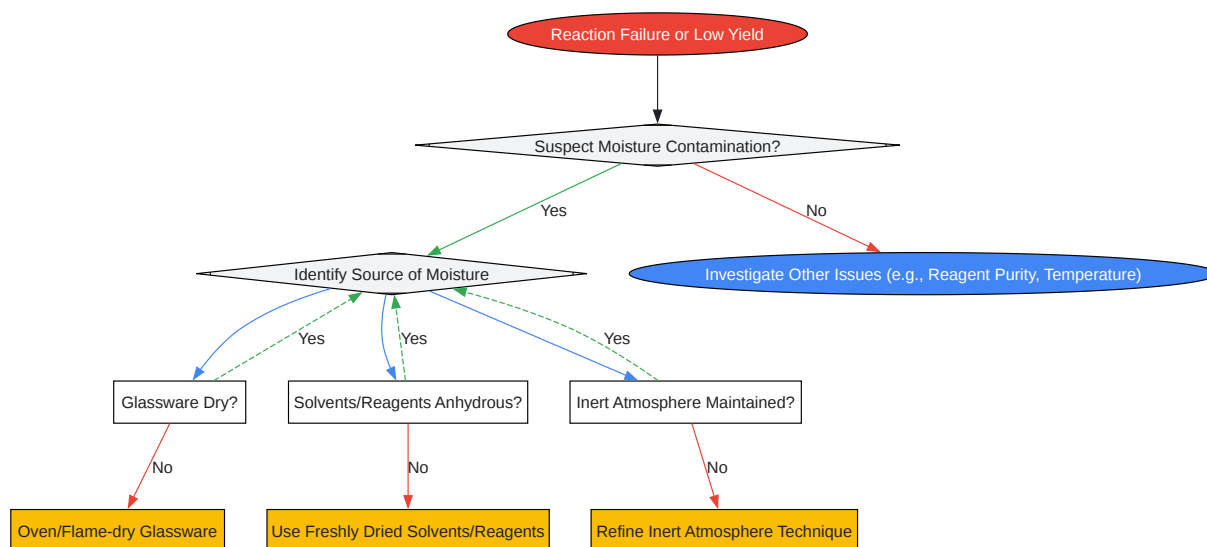 Reaction Failure or Low Yield
Suspect Moisture Contamination?
Yes
No
Identify Source of Moisture
Investigate Other Issues (e.g., Reagent Purity, Temperature)
Yes
Yes
Yes
Glassware Dry?
Solvents/Reagents Anhydrous?
Inert Atmosphere Maintained?
No
No
No
Oven/Flame-dry Glassware
Use Freshly Dried Solvents/Reagents
Refine Inert Atmosphere Technique